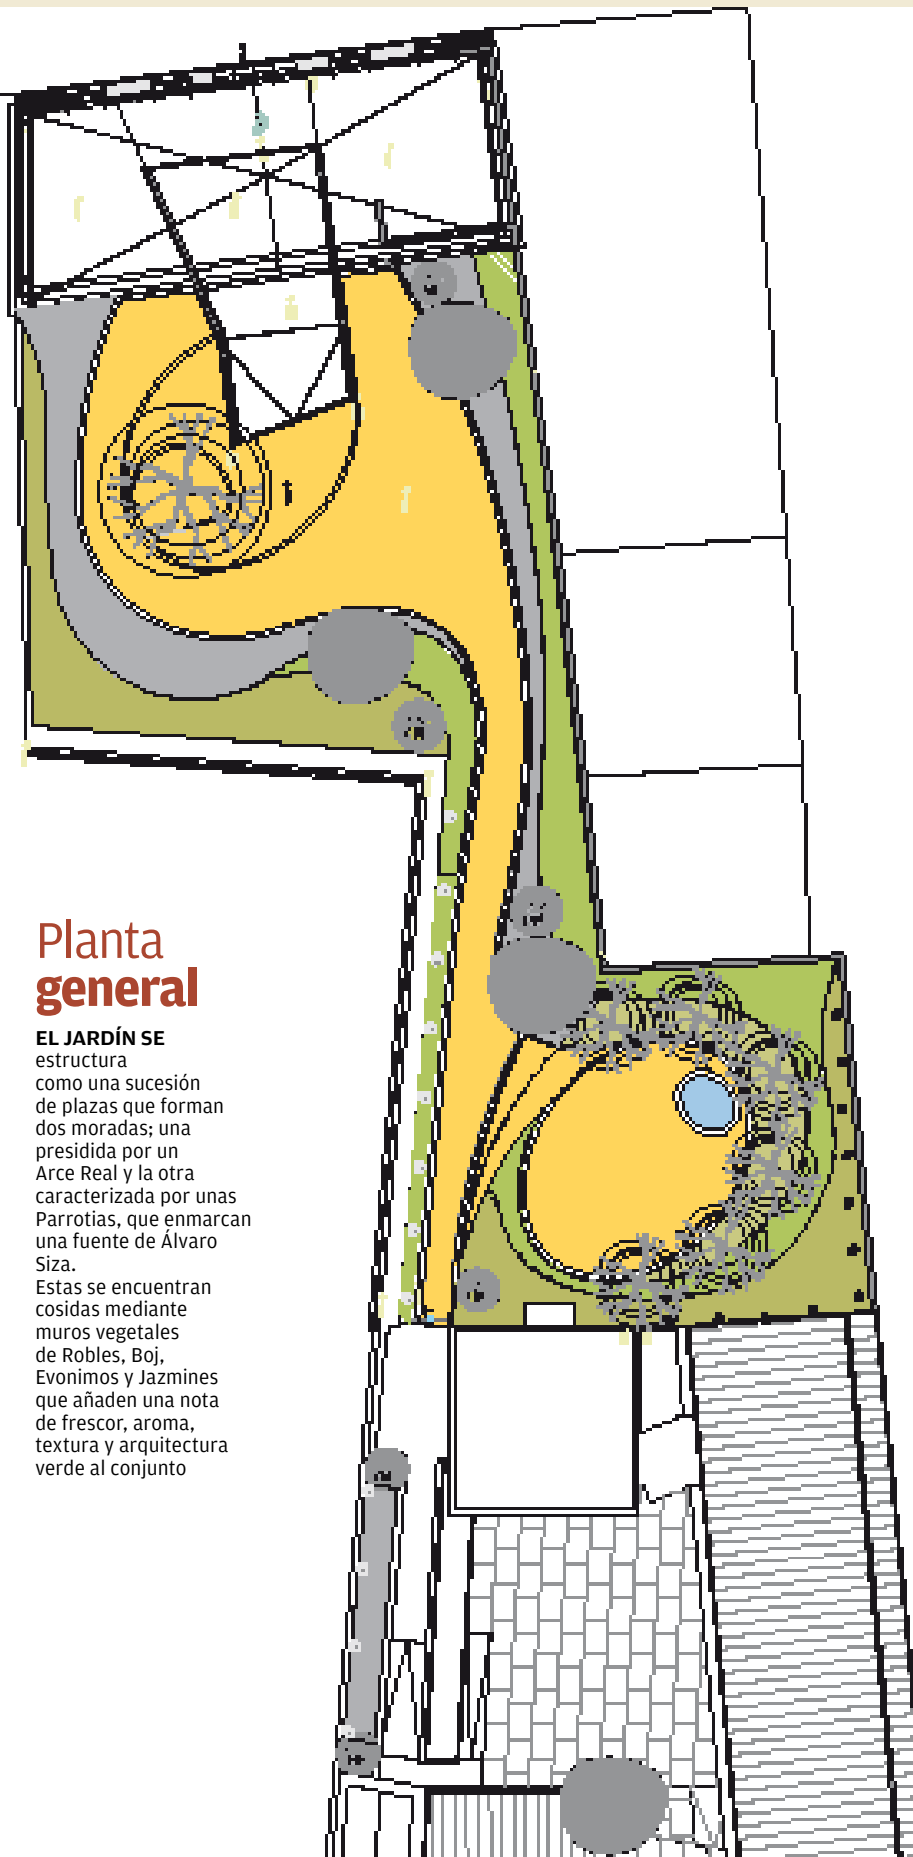 Planta
general
EL JARDÍN SE
estructura
como una sucesión
de plazas que forman
dos moradas; una
presidida por un
Arce Real y la otra
caracterizada por unas
Parrotias, que enmarcan
una fuente de Álvaro
Siza.
Estas se encuentran
cosidas mediante
muros vegetales
de Robles, Boj,
Evonimos y Jazmines
que añaden una nota
de frescor, aroma,
textura y arquitectura
verde al conjunto